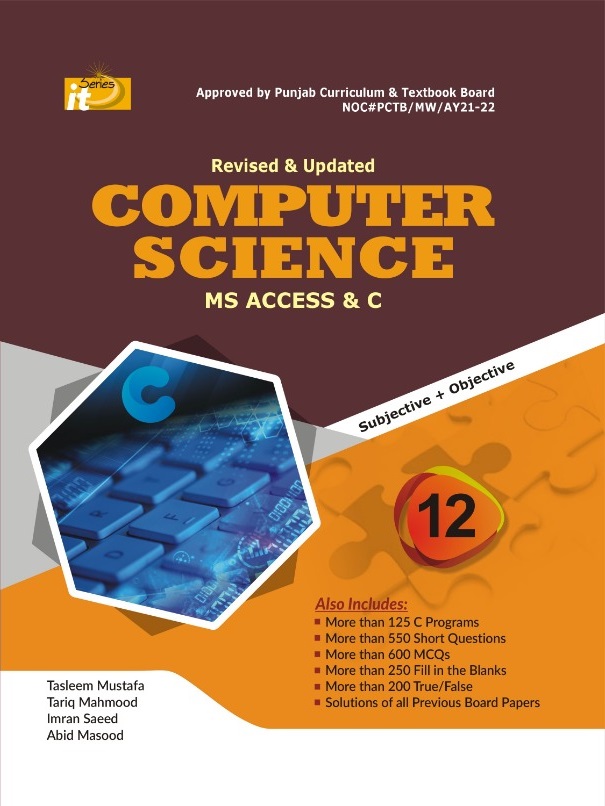 it Series
Approved by Punjab Curriculum & Textbook Board
NOC#PCTB/MW/AY21-22
Revised & Updated
COMPUTER
SCIENCE
MS ACCESS & C
Subjective + Objective
C
12
Also Includes:
More than 125 C Programs
More than 550 Short Questions
More than 600 MCQs
More than 250 Fill in the Blanks
More than 200 True/False
Solutions of all Previous Board Papers
Tasleem Mustafa
Tariq Mahmood
Imran Saeed
Abid Masood